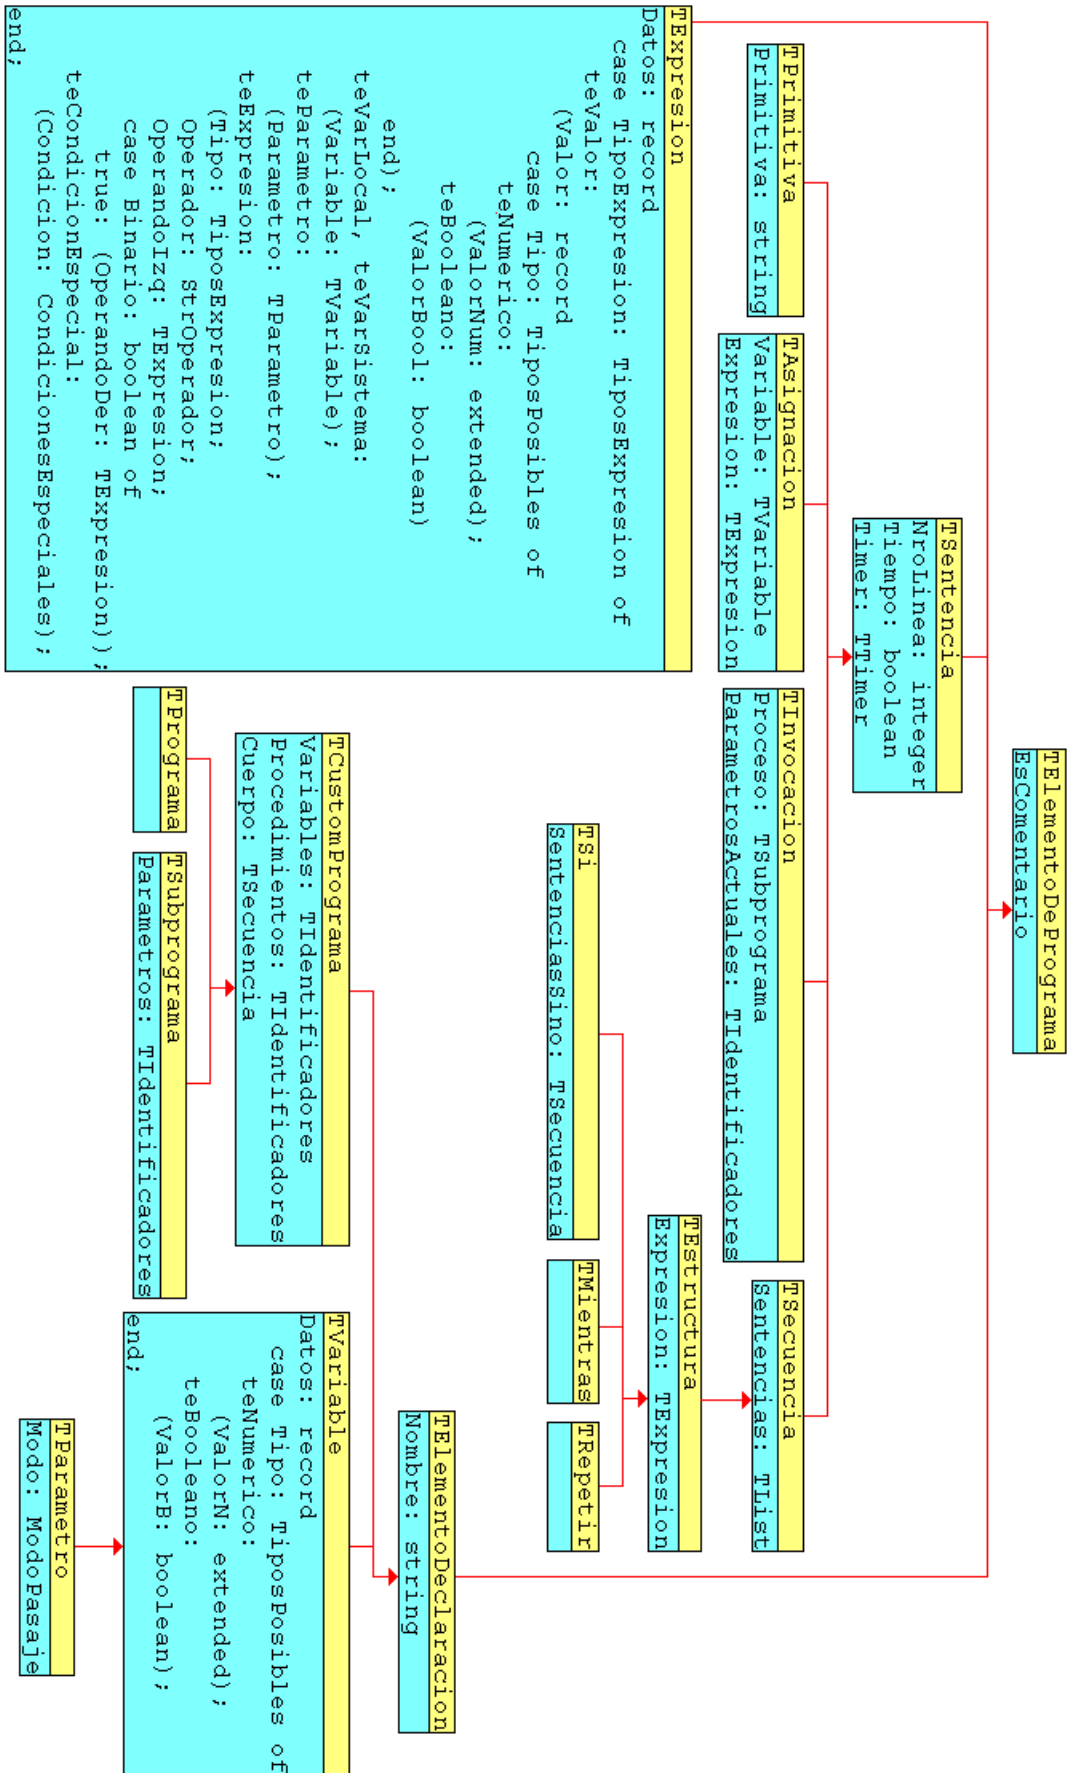 TElementoDePrograma
EsComentario
TSentencia
NroLinea: integer
Tiempo: boolean
Timer: TTimer
TPrimitiva
Primitiva: string
TAsignacion
Variable: TVariable
Expresion: TExpresion
TInvocacion
Proceso: TSubprograma
ParametrosActuales: TIdentificadores
TSecuencia
Sentencias: TList
TEstructura
Expresion: TExpresion
TSi
SentenciasSino: TSecuencia
TMientras
TRepetir
TExpresion
Datos: record
case TipoExpresion: TiposExpresion of
teValor:
(Valor: record
case Tipo: TiposPosibles of
teNumerico:
(ValorNum: extended);
teBooleano:
(ValorBool: boolean)
end);
teVarLocal, teVarSistema:
(Variable: TVariable);
teParametro:
(Parametro: TParametro);
teExpresion:
(Tipo: TiposExpresion;
Operador: StrOperador;
OperandoIzq: TExpresion;
case Binario: boolean of
true: (OperandoDer: TExpresion));
teCondicionEspecial:
(Condicion: CondicionesEspeciales);
end;
TElementoDeclaracion
Nombre: string
TCustomPrograma
Variables: TIdentificadores
Procedimientos: TIdentificadores
Cuerpo: TSecuencia
TPrograma
TSubprograma
Parametros: TIdentificadores
TVariable
Datos: record
case Tipo: TiposPosibles of
teNumerico:
(ValorN: extended);
teBooleano:
(ValorB: boolean);
end;
TParametro
Modo: ModoPasaje